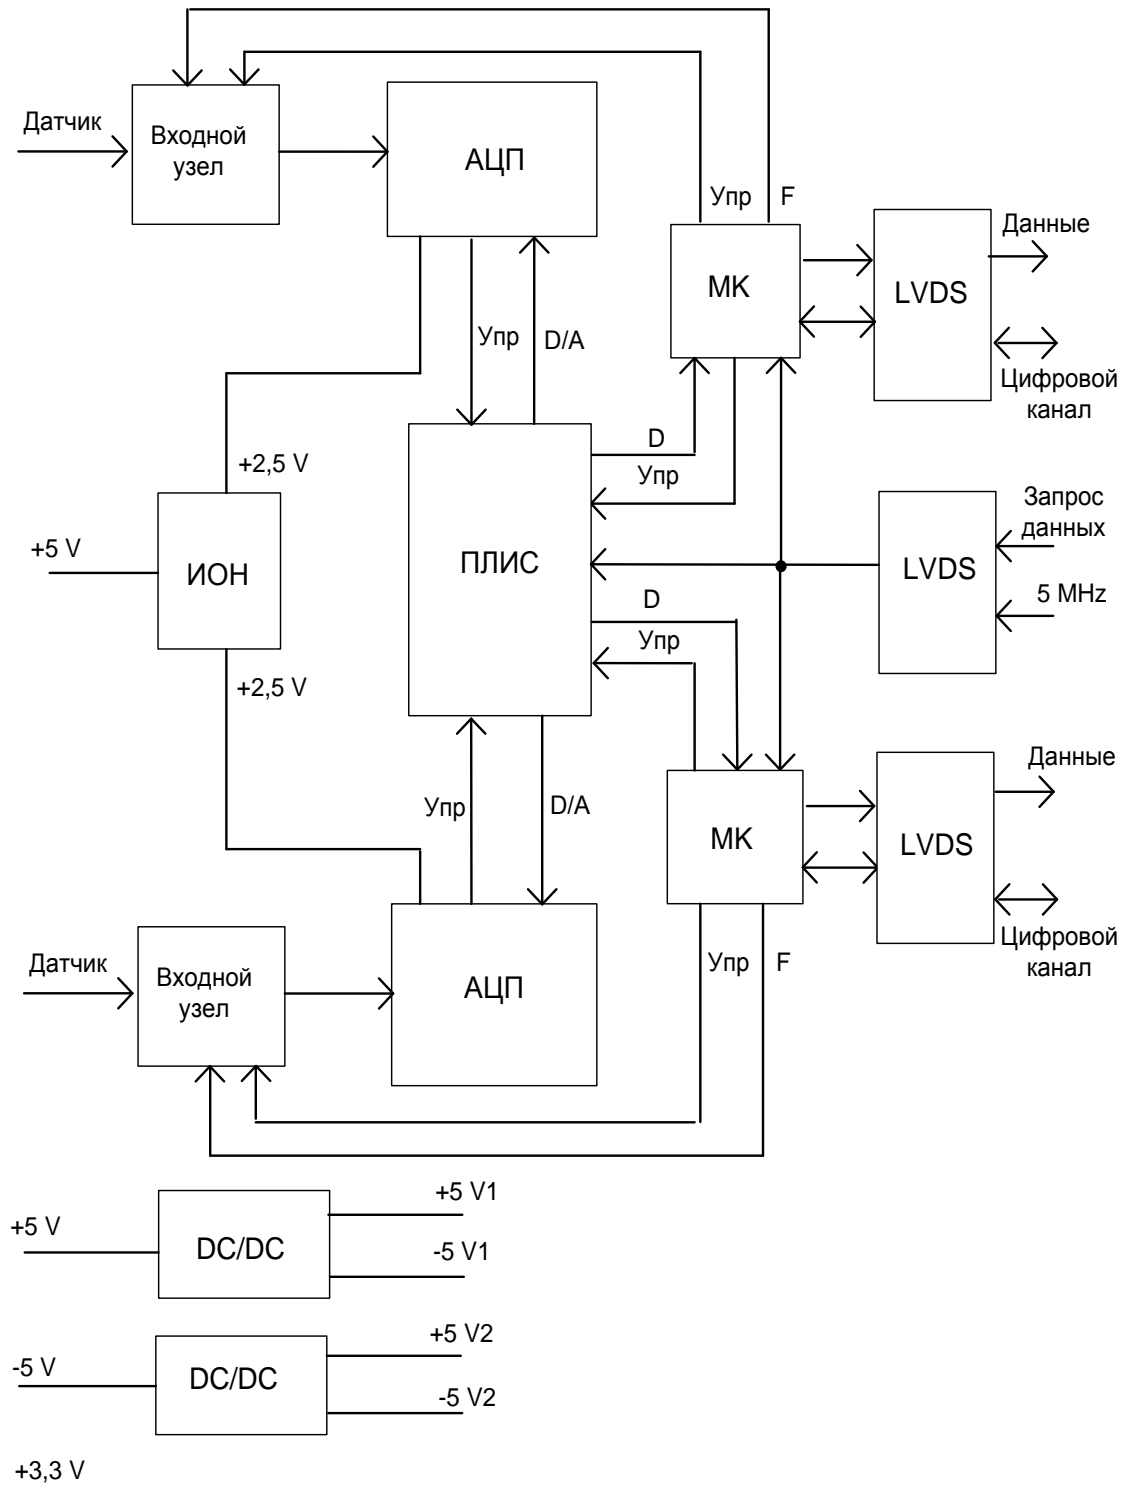 Датчик
Входной
узел
АЦП
Упр
F
МК
LVDS
Данные
Цифровой
канал
Упр
D/A
+2,5 V
+5 V
ИОН
+2,5 V
ПЛИС
D
Упр
D
Упр
LVDS
Запрос
данных
5 MHz
Упр
D/A
МК
LVDS
Данные
Цифровой
канал
Датчик
Входной
узел
АЦП
Упр
F
+5 V
DC/DC
+5 V1
-5 V1
-5 V
DC/DC
+5 V2
-5 V2
+3,3 V